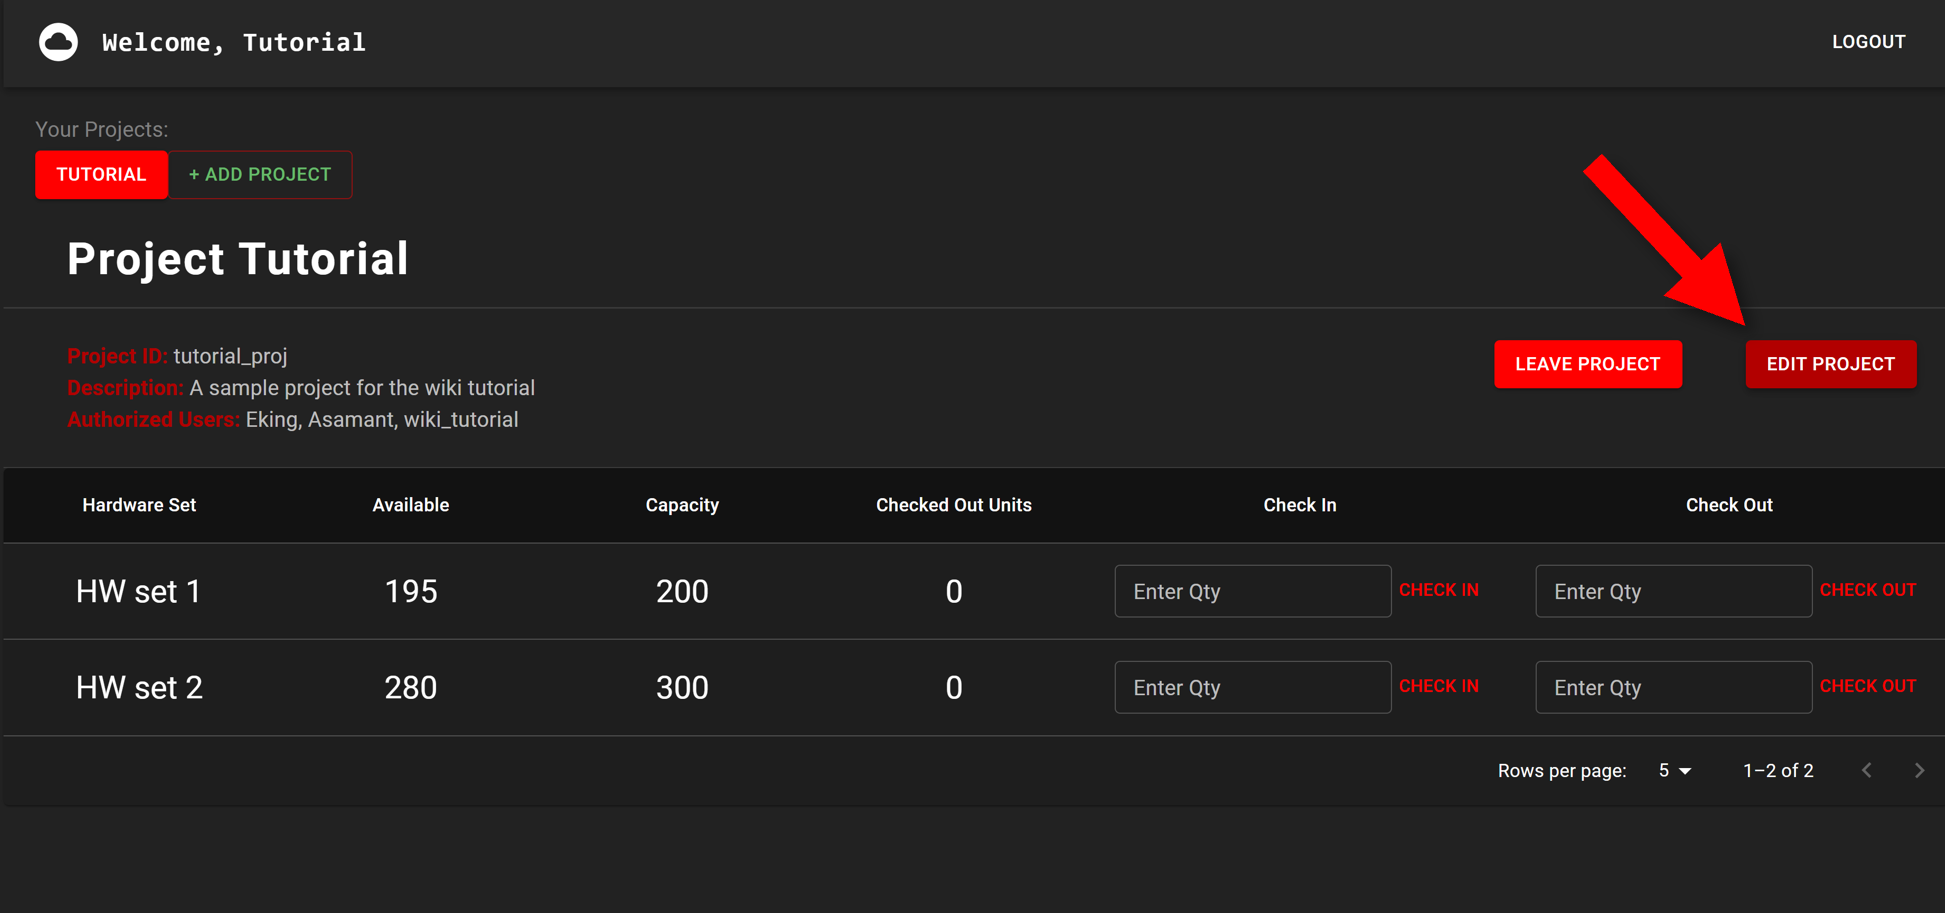 Welcome, Tutorial
LOGOUT
Your Projects:
TUTORIAL
+ ADD PROJECT
Project Tutorial
Project ID: tutorial_proj
Description: A sample project for the wiki tutorial
Authorized Users: Eking, Asamant, wiki_tutorial
LEAVE PROJECT
EDIT PROJECT
Hardware Set Available Capacity Checked Out Units Check In Check Out
HW set 1 195 200 0 Enter Qty CHECK IN Enter Qty CHECK OUT
HW set 2 280 300 0 Enter Qty CHECK IN Enter Qty CHECK OUT
Rows per page: 5 1–2 of 2